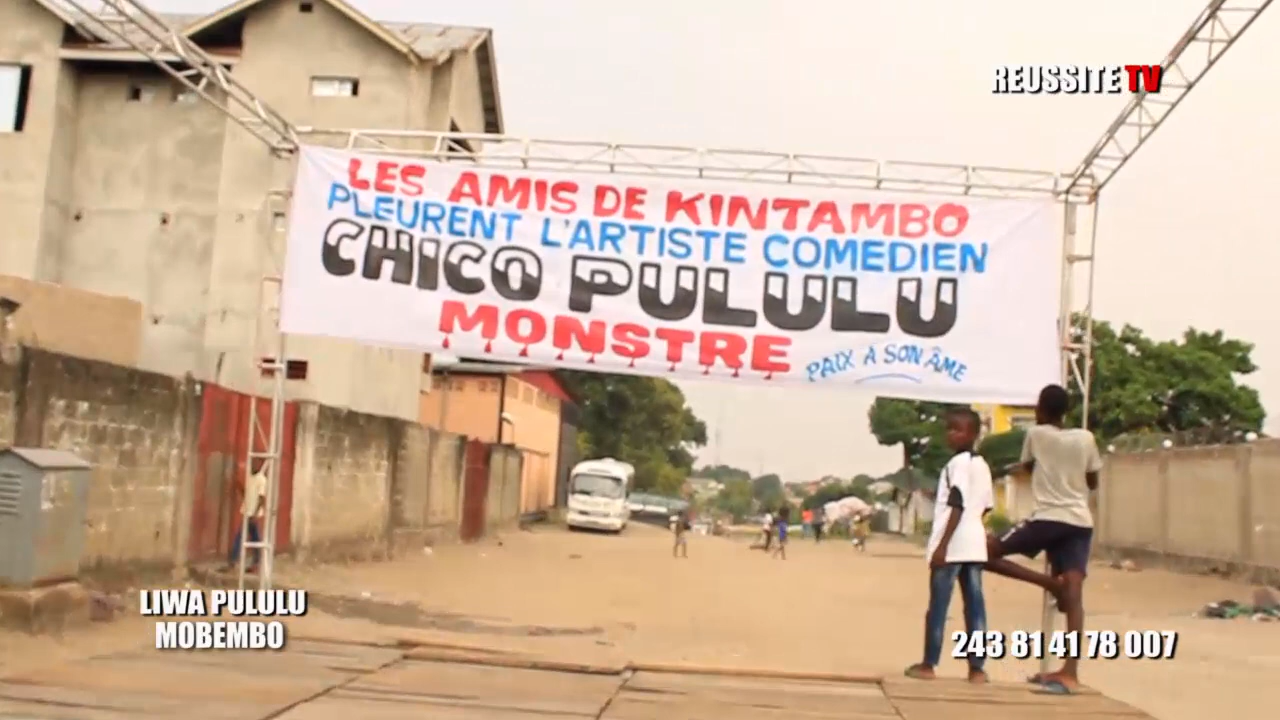 REUSSITE TV
LES AMIS DE KINTAMBO
PLEURENT L'ARTISTE COMEDIEN
CHICO PULULU
MONSTRE
PAIX A SON ÂME
LIWA PULULU
MOBEMBO
243 81 41 78 007